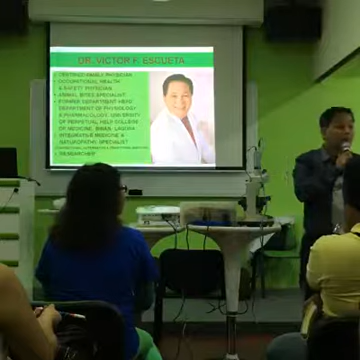 DR. VICTOR F. ESCUETA
• CERTIFIED FAMILY PHYSICIAN
• OCCUPATIONAL HEALTH
& SAFETY PHYSICIAN
• ANIMAL BITES SPECIALIST
• FORMER DEPARTMENT HEAD
DEPARTMENT OF PHYSIOLOGY
& PHARMACOLOGY, UNIVERSITY
OF PERPETUAL HELP COLLEGE
OF MEDICINE, BIÑAN, LAGUNA
• INTEGRATIVE MEDICINE &
NATUROPATHY SPECIALIST
• RESEARCHER